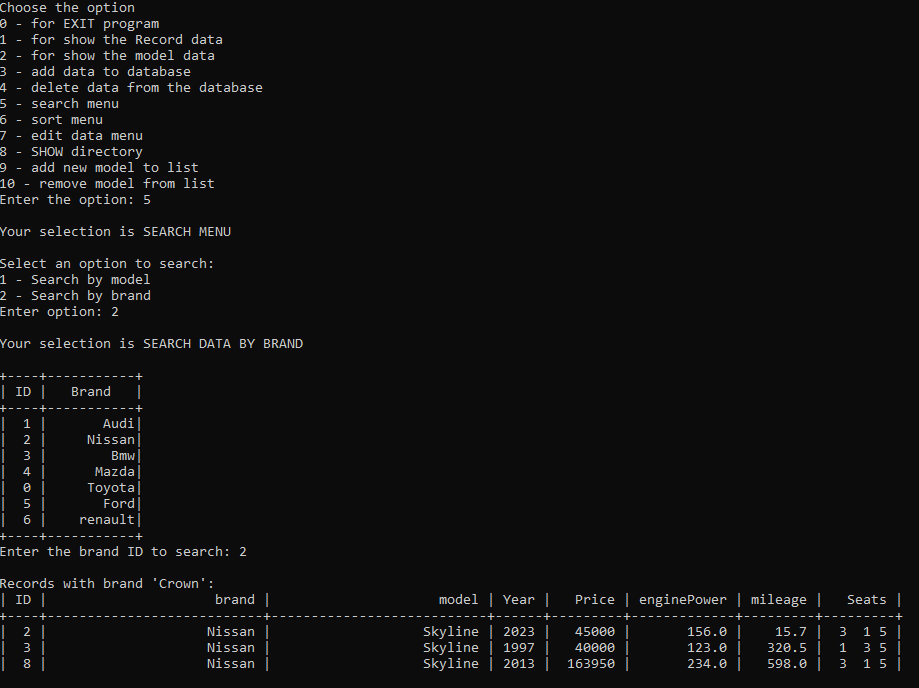 Choose the option
0 - for EXIT program
1 - for show the Record data
2 - for show the model data
3 - add data to database
4 - delete data from the database
5 - search menu
6 - sort menu
7 - edit data menu
8 - SHOW directory
9 - add new model to list
10 - remove model from list
Enter the option: 5

Your selection is SEARCH MENU

Select an option to search:
1 - Search by model
2 - Search by brand
Enter option: 2

Your selection is SEARCH DATA BY BRAND

+----+-----------+
| ID |   Brand   |
+----+-----------+
|  1 |       Audi|
|  2 |     Nissan|
|  3 |        Bmw|
|  4 |      Mazda|
|  0 |     Toyota|
|  5 |       Ford|
|  6 |    renault|
+----+-----------+
Enter the brand ID to search: 2

Records with brand 'Crown':
| ID |                     brand |                     model | Year |   Price | enginePower | mileage |   Seats |
+----+---------------------------+---------------------------+------+---------+-------------+---------+---------+
|  2 |                    Nissan |                   Skyline | 2023 |   45000 |       156.0 |    15.7 |  3  1 5 |
|  3 |                    Nissan |                   Skyline | 1997 |   40000 |       123.0 |   320.5 |  1  3 5 |
|  8 |                    Nissan |                   Skyline | 2013 |  163950 |       234.0 |   598.0 |  3  1 5 |